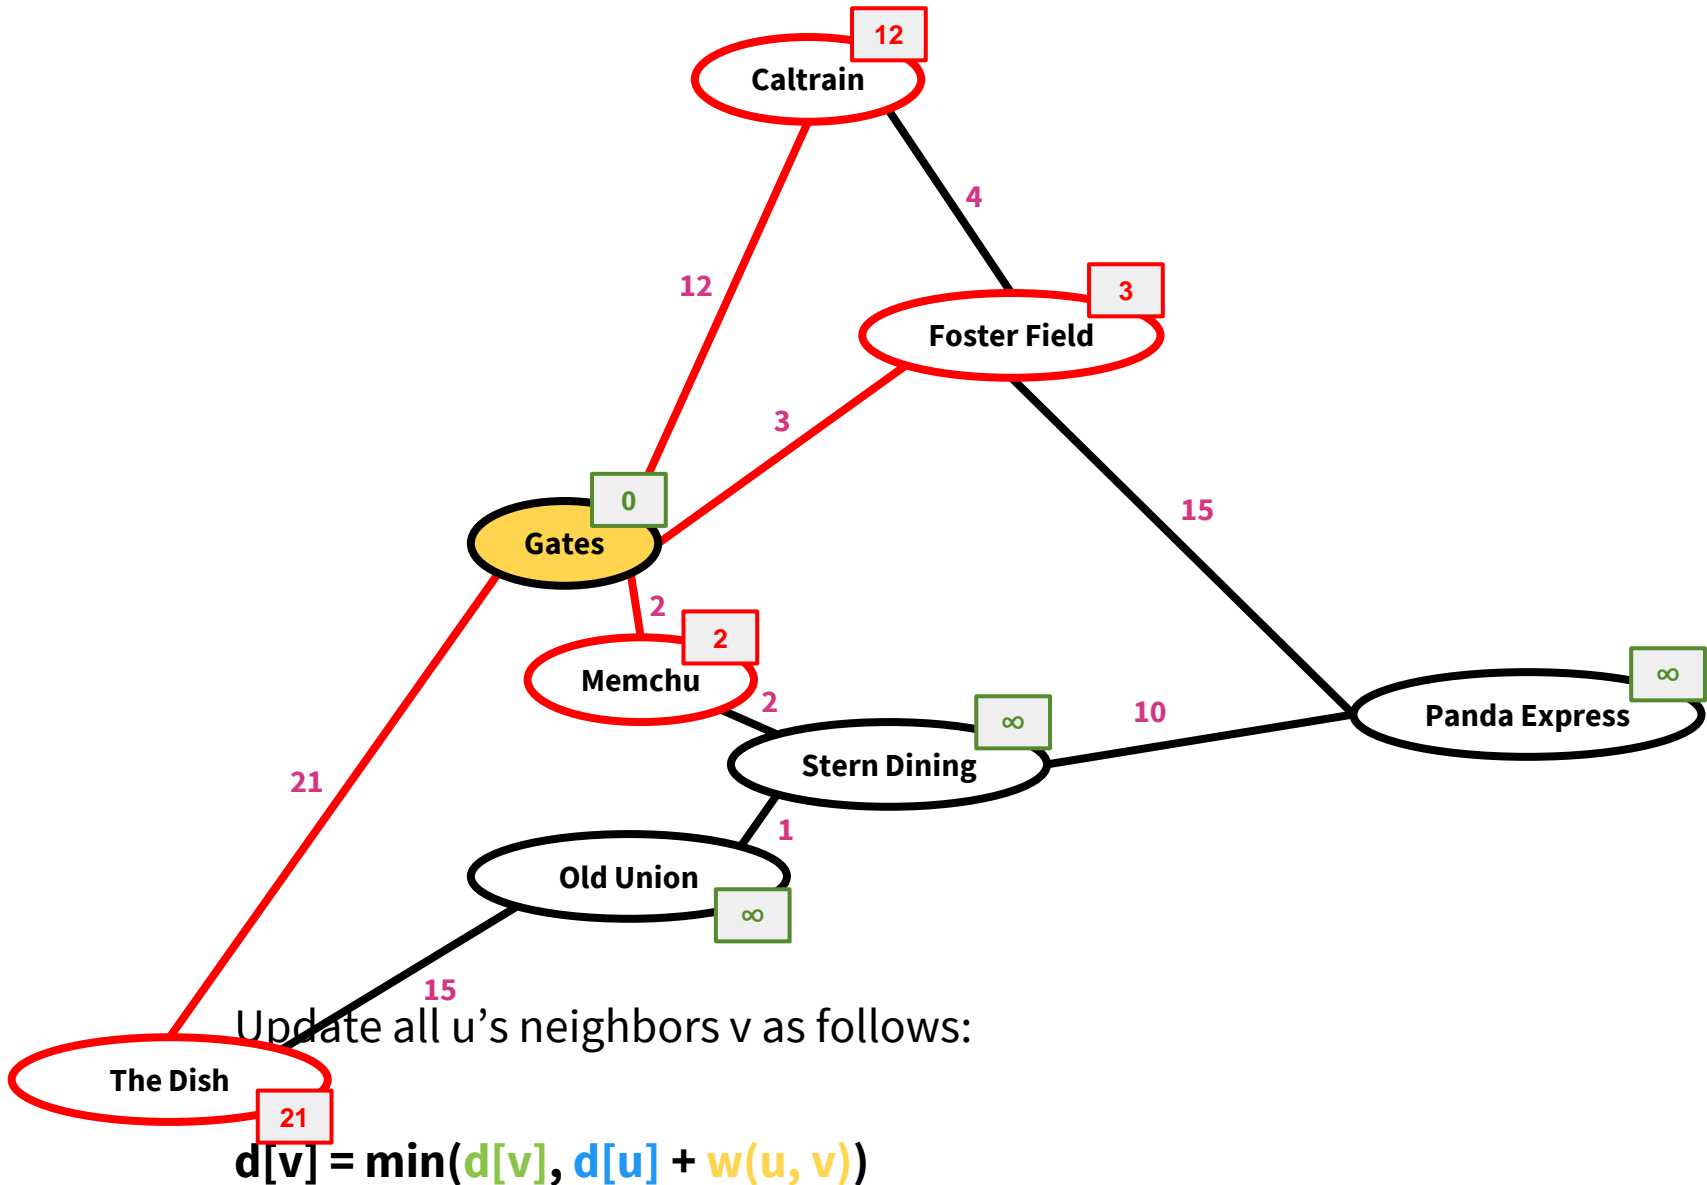 12
Caltrain
4
12
3
Foster Field
3
0
15
Gates
2
2
Memchu
∞
2
∞
10
Panda Express
Stern Dining
21
1
Old Union
∞
15
Update all u’s neighbors v as follows:
The Dish
21
d[v] = min(d[v], d[u] + w(u, v))